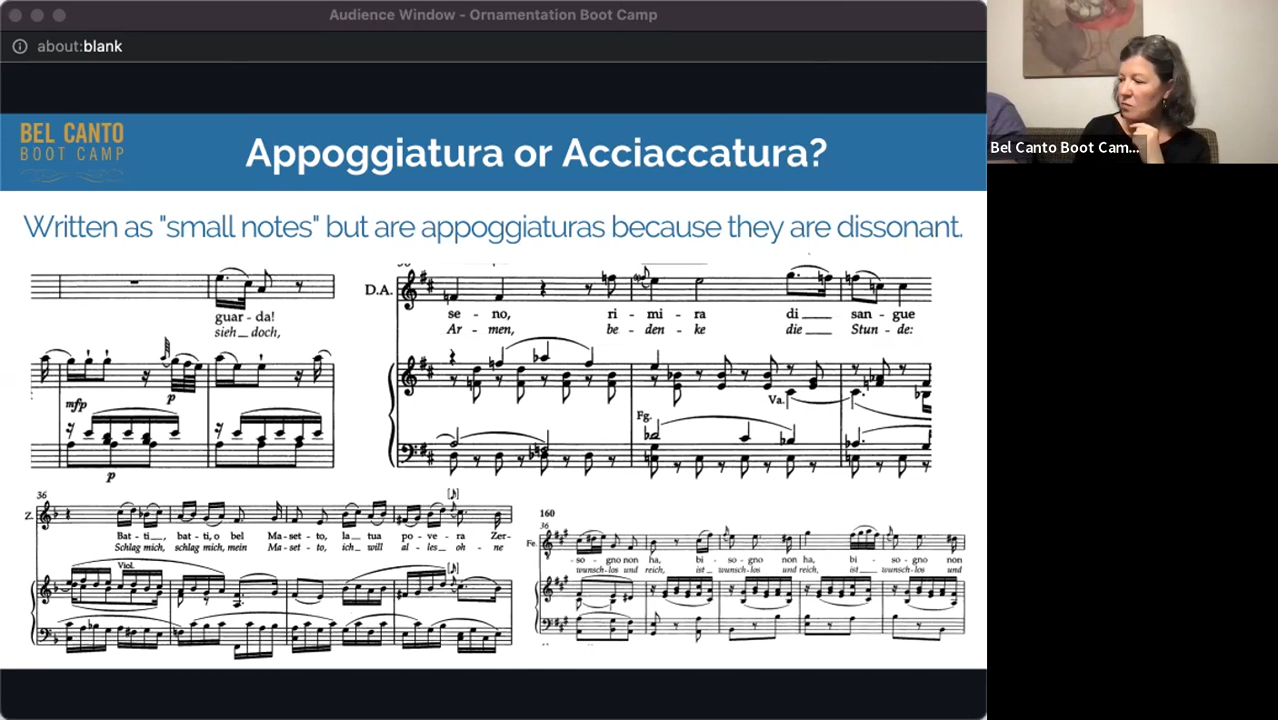 Audience Window - Ornamentation Boot Camp
about:blank
BEL CANTO
BOOT CAMP
Appoggiatura or Acciaccatura?
Bel Canto Boot Cam...
Written as "small notes" but are appoggiaturas because they are dissonant.
guar - da!
sieh - doch,
mfp
p
p
D.A.
se - no, ri - mi - ra di san - gue
Ar - men, be - den - ke die Stun - de:
Va.
Fg.
36
Z.
Bat - ti, bat - ti, o bel Ma - set - to, la tua po - ve - ra Zer-
Schlag mich, schlag mich, mein Ma - set - to, ich will al - les oh - ne
Viol.
160
36
Fe.
so - gno non ha, bi - so - gno non ha, bi - so - gno non
wunsch - los und reich, ist wunsch - los und reich, ist wunsch - los und